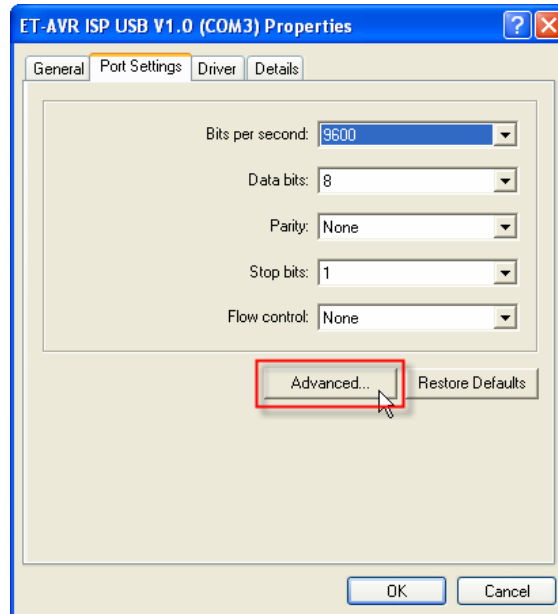 ET-AVR ISP USB V1.0 (COM3) Properties
General Port Settings Driver Details
Bits per second: 9600
Data bits: 8
Parity: None
Stop bits: 1
Flow control: None
Advanced... Restore Defaults
OK Cancel